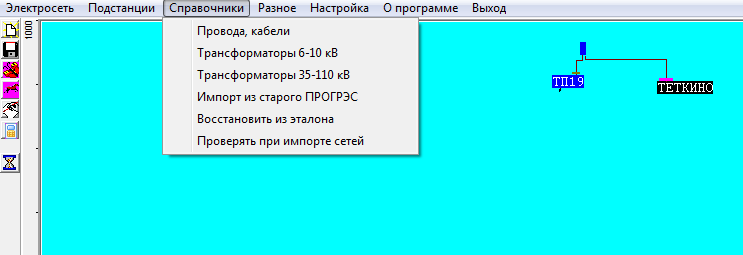 Электросеть Подстанции Справочники Разное Настройка О программе Выход
1000
Провода, кабели
Трансформаторы 6-10 кВ
Трансформаторы 35-110 кВ
Импорт из старого ПРОГРЭС
Восстановить из эталона
Проверять при импорте сетей
ТП19
ТЕТКИНО